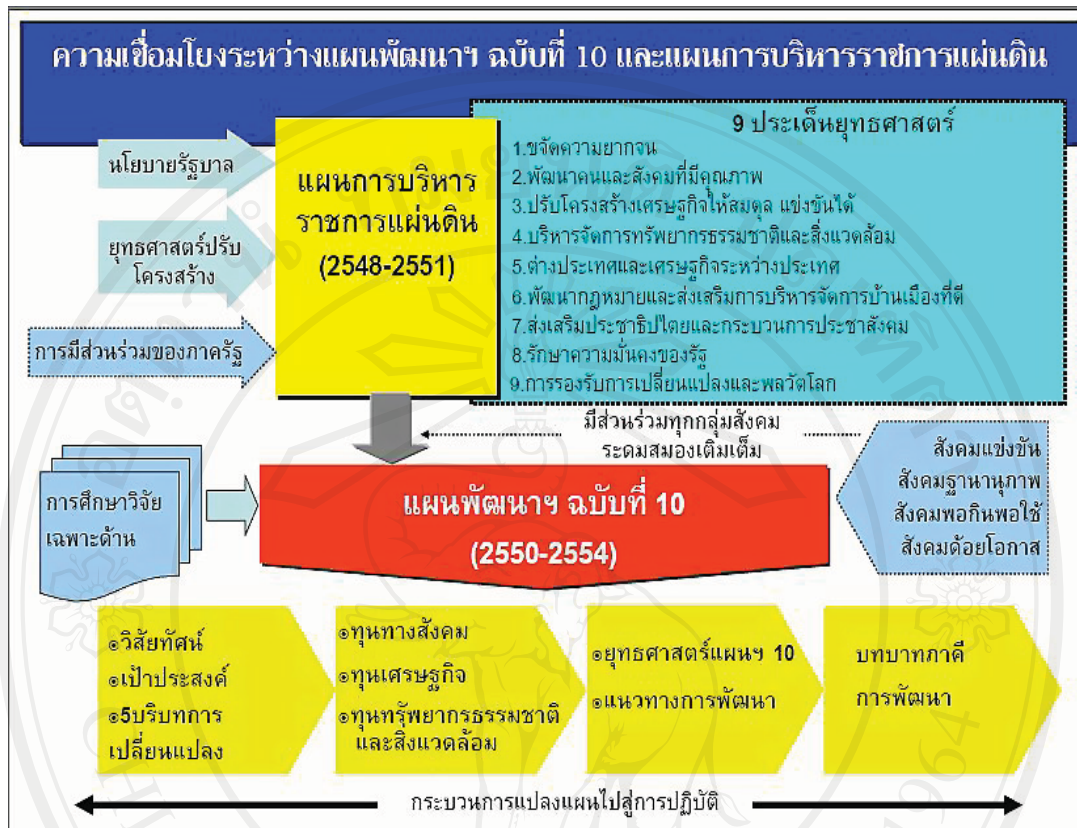 ความเชื่อมโยงระหว่างแผนพัฒนาฯ ฉบับที่ 10 และแผนการบริหารราชการแผ่นดิน
นโยบายรัฐบาล
ยุทธศาสตร์ปรับ
โครงสร้าง
การมีส่วนร่วมของภาครัฐ
แผนการบริหาร
ราชการแผ่นดิน
(2548-2551)
9 ประเด็นยุทธศาสตร์
1.ขจัดความยากจน
2.พัฒนาคนและสังคมที่มีคุณภาพ
3.ปรับโครงสร้างเศรษฐกิจให้สมดุล แข่งขันได้
4.บริหารจัดการทรัพยากรธรรมชาติและสิ่งแวดล้อม
5.ต่างประเทศและเศรษฐกิจระหว่างประเทศ
6.พัฒนากฎหมายและส่งเสริมการบริหารจัดการบ้านเมืองที่ดี
7.ส่งเสริมประชาธิปไตยและกระบวนการประชาสังคม
8.รักษาความมั่นคงของรัฐ
9.การรองรับการเปลี่ยนแปลงและพลวัตโลก
มีส่วนร่วมทุกกลุ่มสังคม
ระดมสมองเติมเต็ม
การศึกษาวิจัย
เฉพาะด้าน
แผนพัฒนาฯ ฉบับที่ 10
(2550-2554)
สังคมแข่งขัน
สังคมฐานานุภาพ
สังคมพอกินพอใช้
สังคมด้อยโอกาส
๏วิสัยทัศน์
๏เป้าประสงค์
๏5บริบทการ
เปลี่ยนแปลง
๏ทุนทางสังคม
๏ทุนเศรษฐกิจ
๏ทุนทรัพยากรธรรมชาติ
และสิ่งแวดล้อม
๏ยุทธศาสตร์แผนฯ 10
๏แนวทางการพัฒนา
บทบาทภาคี
การพัฒนา
กระบวนการแปลงแผนไปสู่การปฏิบัติ